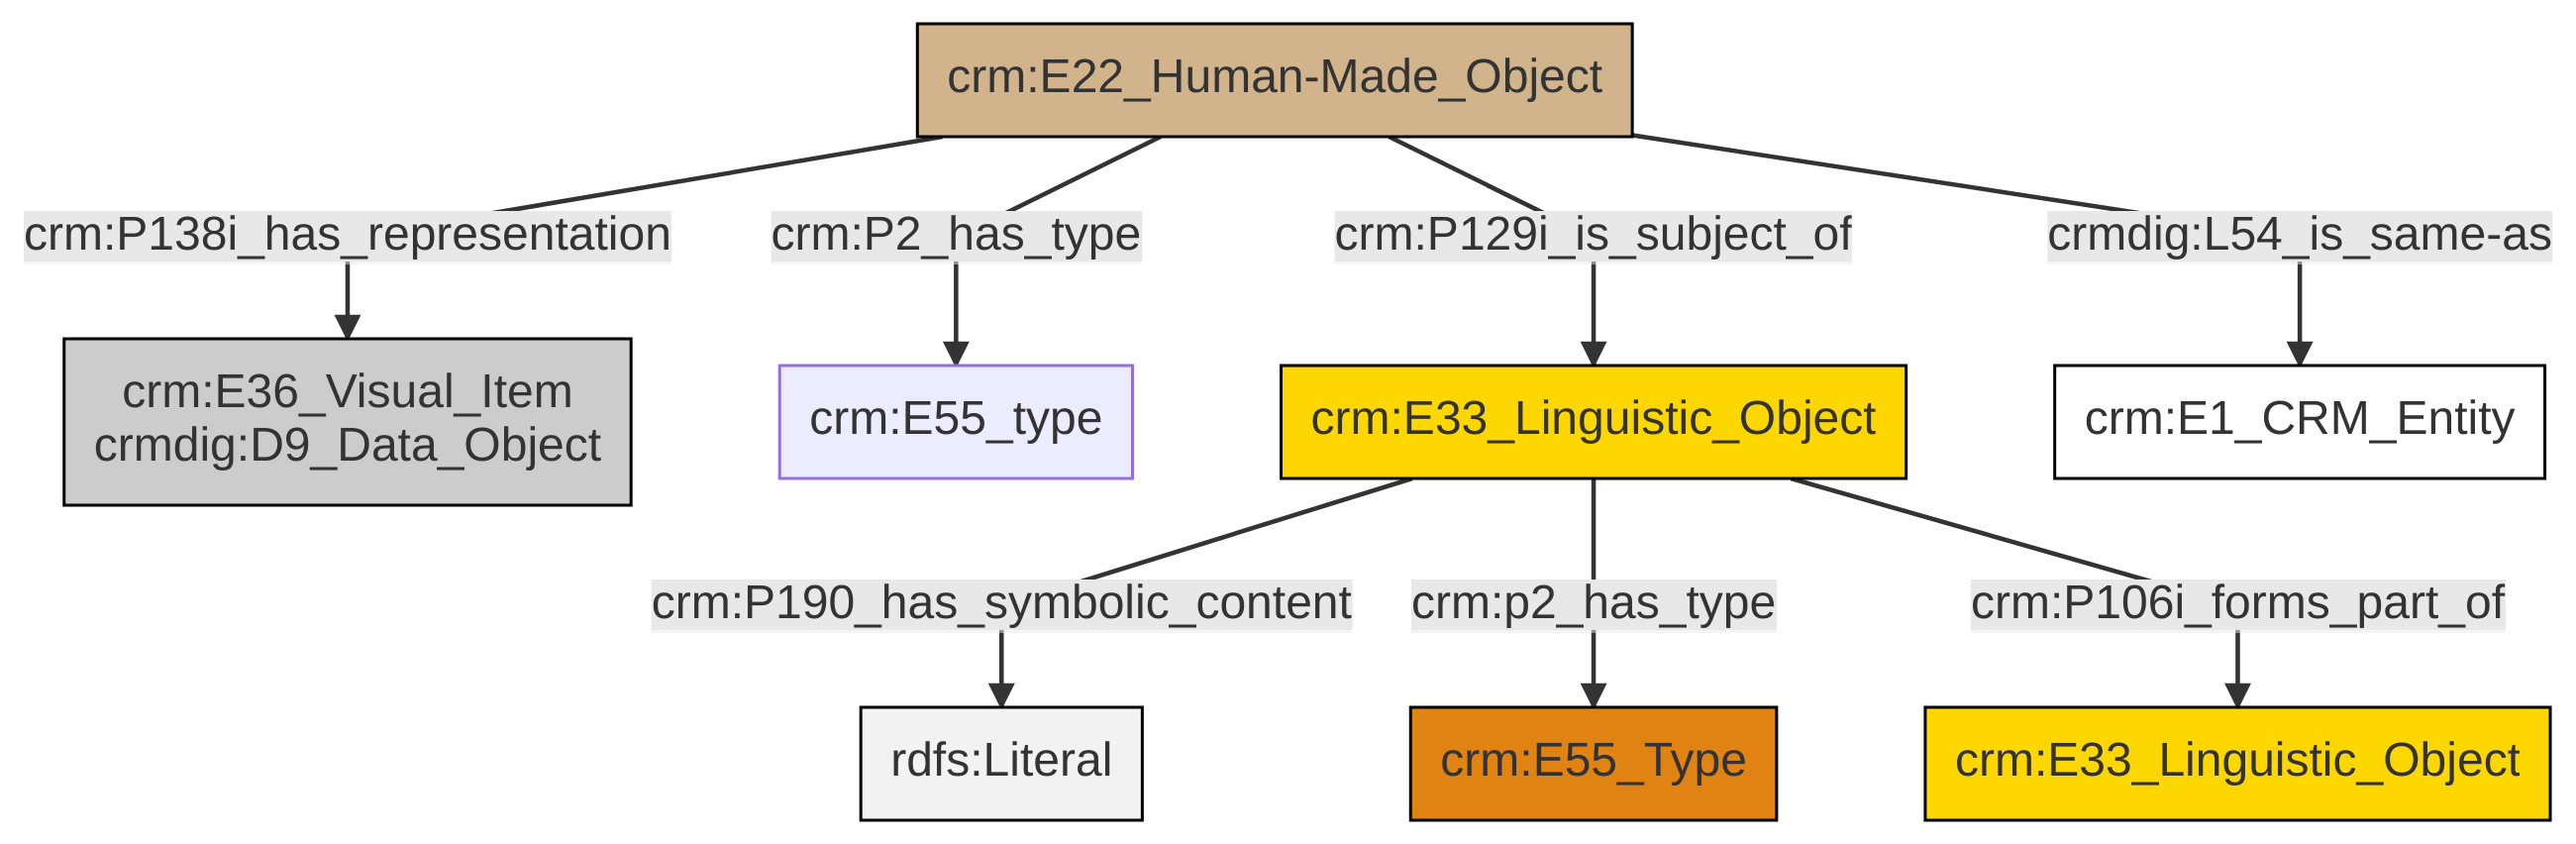 crm:E22_Human-Made_Object
crm:P138i_has_representation
crm:P2_has_type
crm:P129i_is_subject_of
crmdig:L54_is_same-as
crm:E36_Visual_Item
crmdig:D9_Data_Object
crm:E55_type
crm:E33_Linguistic_Object
crm:E1_CRM_Entity
crm:P190_has_symbolic_content
crm:p2_has_type
crm:P106i_forms_part_of
rdfs:Literal
crm:E55_Type
crm:E33_Linguistic_Object